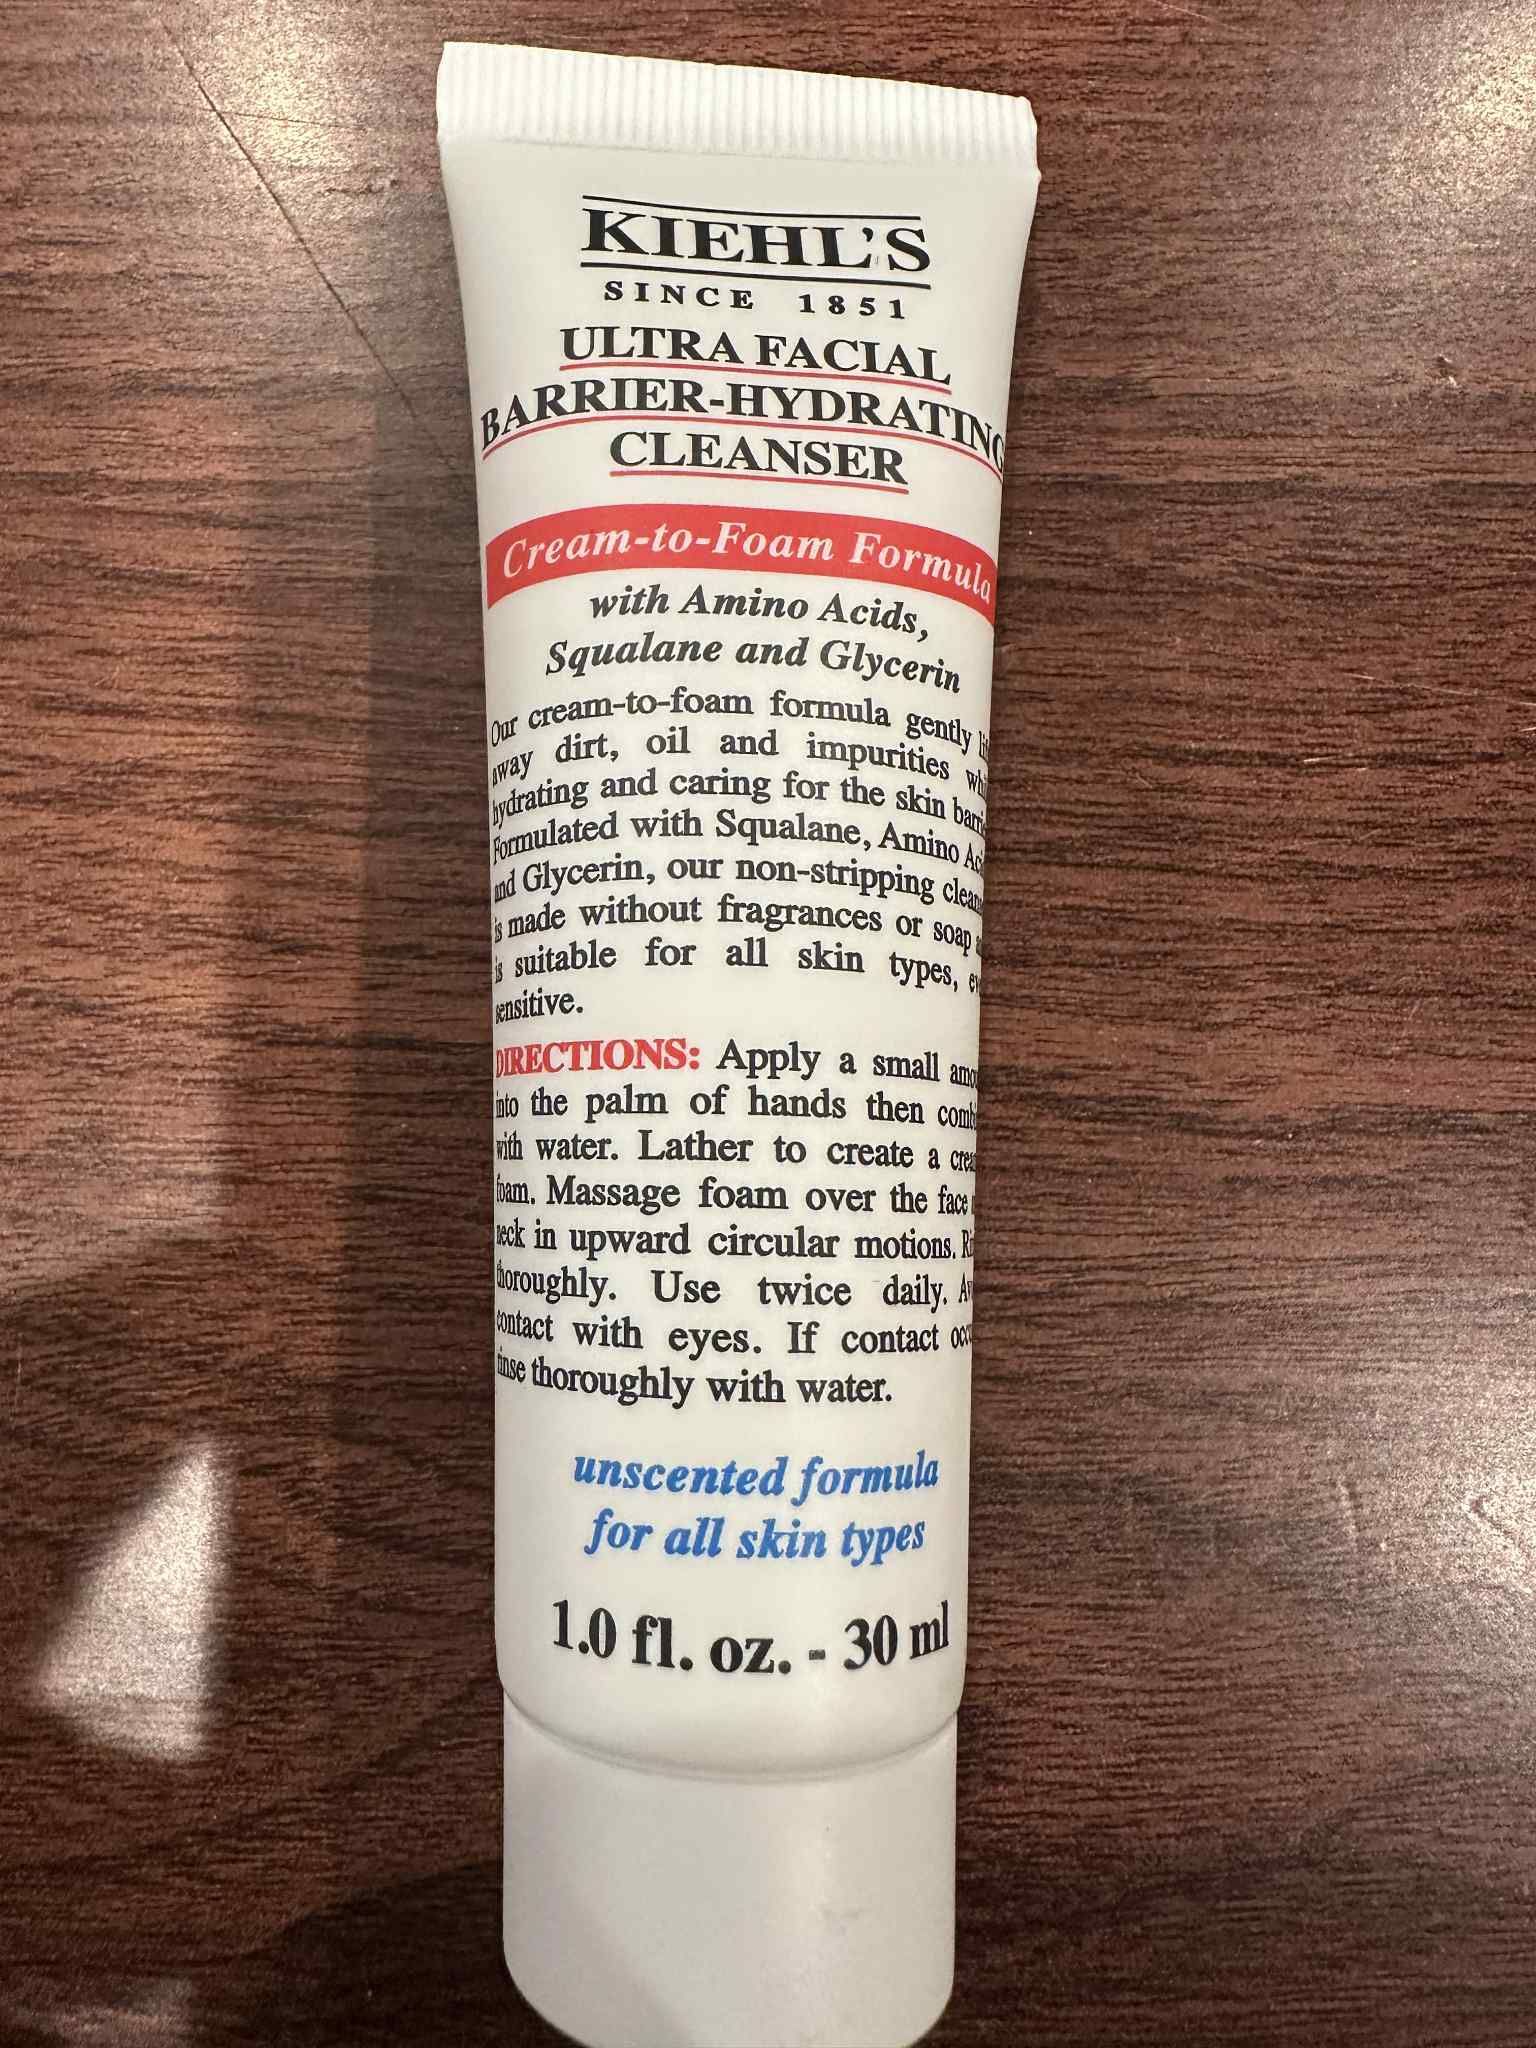 KIEHL'S
SINCE 1851
ULTRA FACIAL
BARRIER-HYDRATING
CLEANSER
Cream-to-Foam Formula
with Amino Acids,
Squalane and Glycerin
Our cream-to-foam formula gently
away dirt, oil and impurities
hydrating and caring for the skin
Formulated with Squalane, Amino
and Glycerin, our non-stripping
is made without fragrances or soap
is suitable for all skin types,
sensitive.
DIRECTIONS: Apply a small
into the palm of hands then
with water. Lather to create a
foam. Massage foam over the face
neck in upward circular motions.
thoroughly. Use twice daily.
contact with eyes. If contact
rinse thoroughly with water.
unscented formula
for all skin types
1.0 fl. oz. - 30 ml